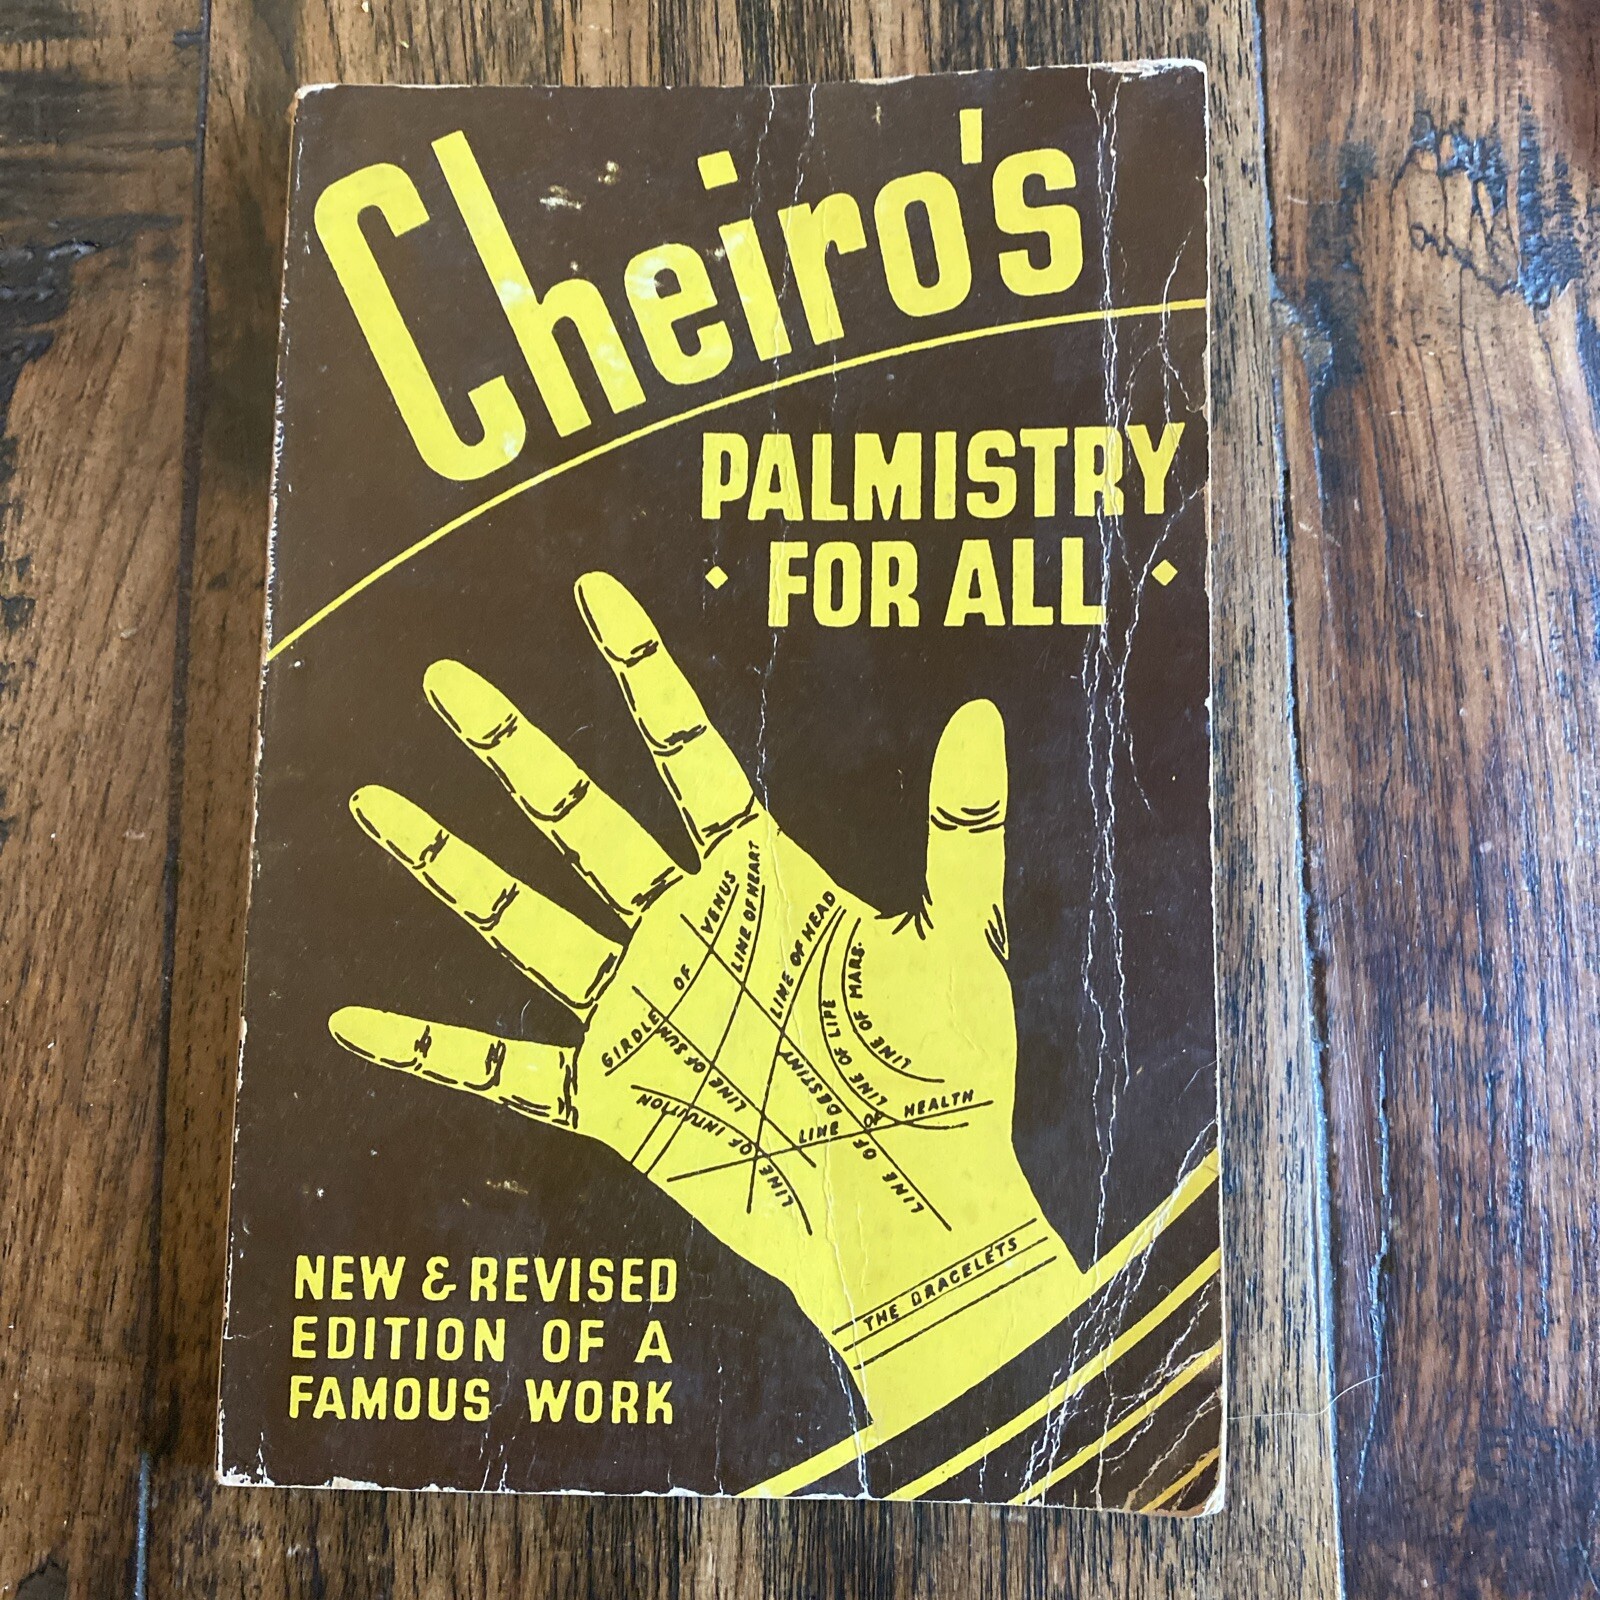 Cheiro's
PALMISTRY
· FOR ALL ·
GIRDLE OF VENUS
LINE OF HEART
LINE OF HEAD
LINE OF MARS.
LINE OF LIFE
LINE OF SUN
LINE OF DESTINY
LINE OF HEALTH
LINE OF INTUITION
THE BRACELETS
NEW & REVISED
EDITION OF A
FAMOUS WORK